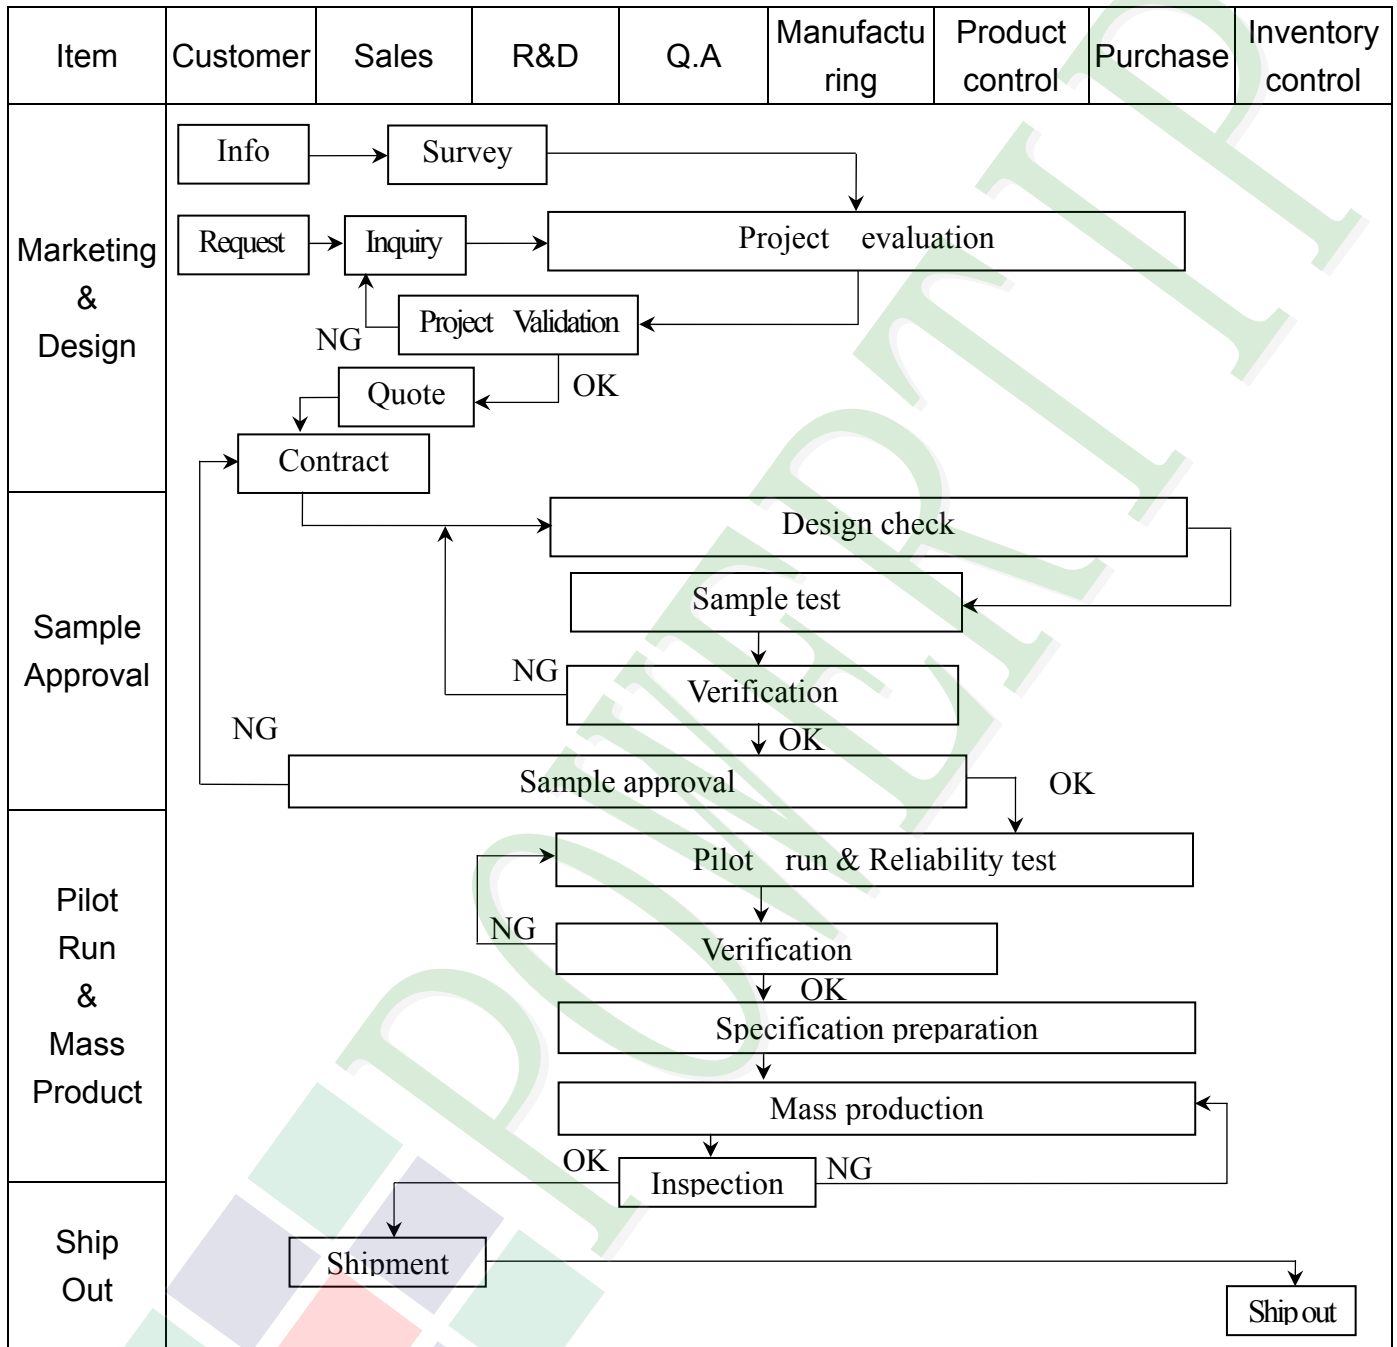 Item
Customer
Sales
R&D
Q.A
Manufactu
ring
Product
control
Purchase
Inventory
control
Marketing
&
Design
Info
Survey
Request
Inquiry
Project evaluation
NG
Project Validation
Quote
OK
Contract
Sample
Approval
Design check
Sample test
NG
Verification
NG
OK
Sample approval
OK
Pilot
Run
&
Mass
Product
Pilot run & Reliability test
NG
Verification
OK
Specification preparation
Mass production
OK
Inspection
NG
Ship
Out
Shipment
Ship out
POWERTIP